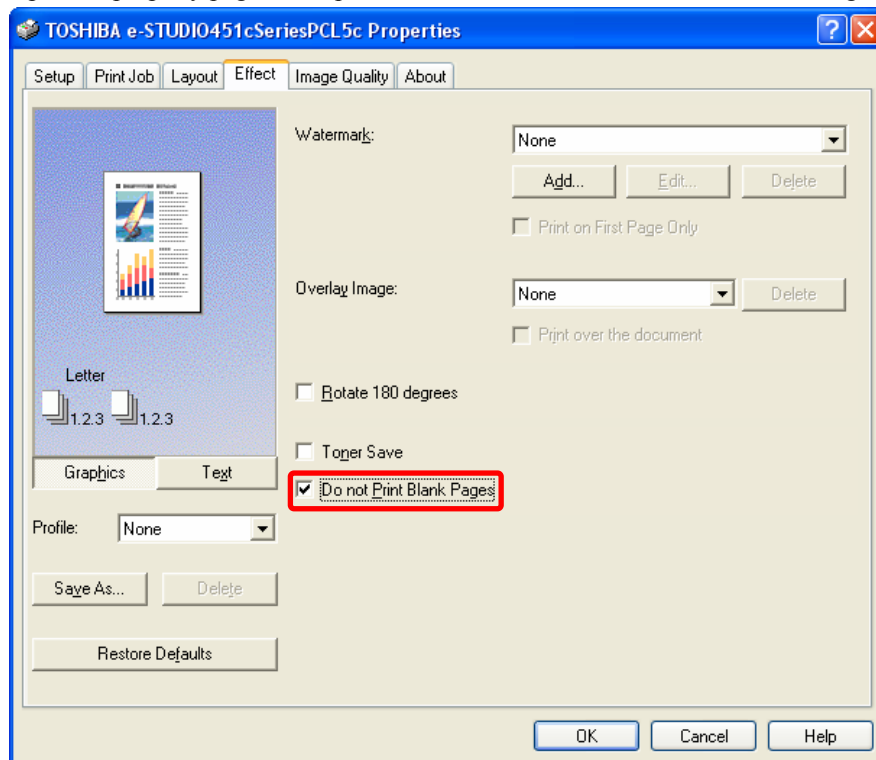 TOSHIBA e-STUDIO451cSeriesPCL5c Properties
Setup Print Job Layout Effect Image Quality About
Watermark:
None
Add... Edit... Delete
Print on First Page Only
Overlay Image:
None
Delete
Print over the document
Letter
1.2.3 1.2.3
Rotate 180 degrees
Toner Save
Graphics Text
Do not Print Blank Pages
Profile: None
Save As... Delete
Restore Defaults
OK Cancel Help